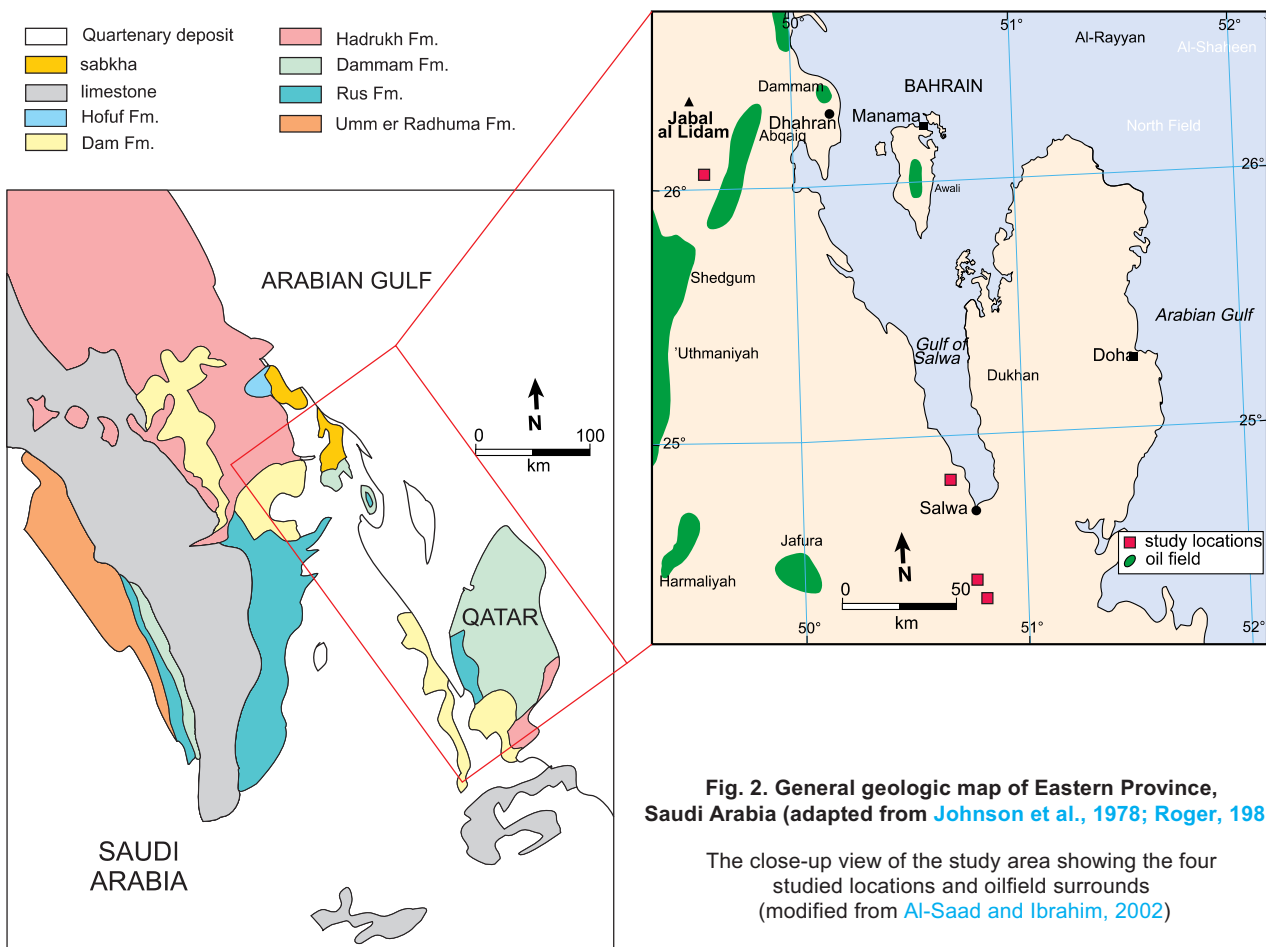 Quartenary deposit
sabkha
limestone
Hofuf Fm.
Dam Fm.
Hadrukh Fm.
Dammam Fm.
Rus Fm.
Umm er Radhuma Fm.
ARABIAN GULF
N
0 100
km
QATAR
SAUDI
ARABIA
50° 51° 52°
Al-Rayyan
Al-Shaheen
Dammam
BAHRAIN
Jabal
al Lidam
Dhahran
Manama
Abqaiq
North Field
26° 26°
Awali
Shedgum
Arabian Gulf
'Uthmaniyah
Gulf of
Salwa
Doha
Dukhan
25° 25°
Salwa
Jafura
study locations
oil field
Harmaliyah
N
0 50
km
50° 51° 52°
Fig. 2. General geologic map of Eastern Province,
Saudi Arabia (adapted from Johnson et al., 1978; Roger, 198
The close-up view of the study area showing the four
studied locations and oilfield surrounds
(modified from Al-Saad and Ibrahim, 2002)